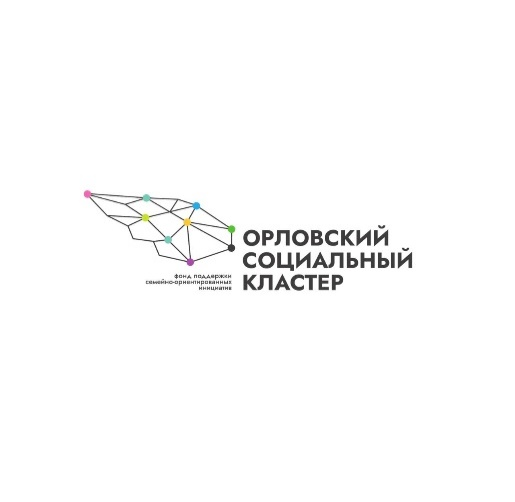 ОРЛОВСКИЙ
СОЦИАЛЬНЫЙ
КЛАСТЕР
фонд поддержки
семейно-ориентированных
инициатив